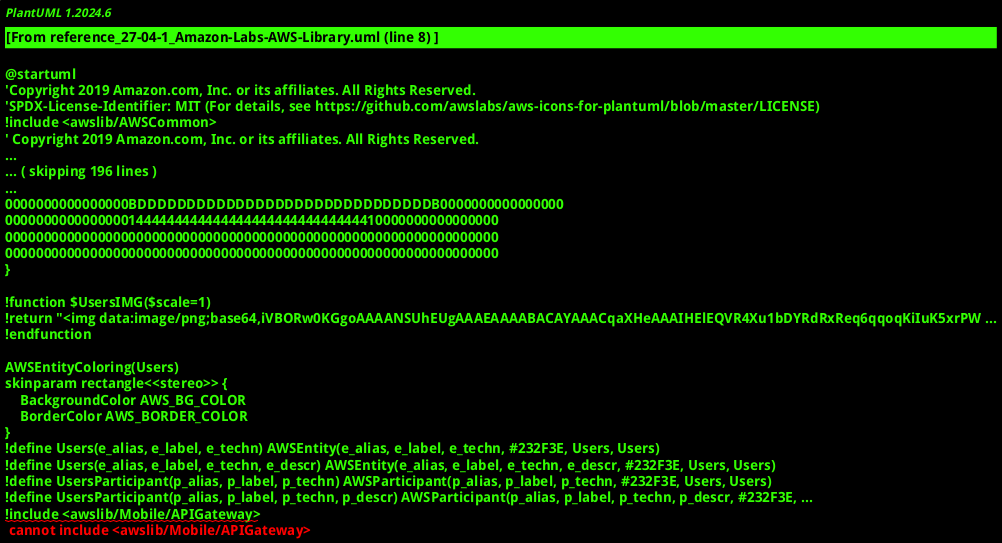 PlantUML 1.2024.6
[From reference_27-04-1_Amazon-Labs-AWS-Library.uml (line 8) ]
@startuml
'Copyright 2019 Amazon.com, Inc. or its affiliates. All Rights Reserved.
'SPDX-License-Identifier: MIT (For details, see https://github.com/awslabs/aws-icons-for-plantuml/blob/master/LICENSE)
!include <awslib/AWSCommon>
' Copyright 2019 Amazon.com, Inc. or its affiliates. All Rights Reserved.
...
... ( skipping 196 lines )
...
0000000000000000BDDDDDDDDDDDDDDDDDDDDDDDDDDDDDDB0000000000000000
0000000000000000144444444444444444444444444444410000000000000000
0000000000000000000000000000000000000000000000000000000000000000
0000000000000000000000000000000000000000000000000000000000000000
}
!function $UsersIMG($scale=1)
!return "<img data:image/png;base64,iVBORw0KGgoAAAANSUhEUgAAAEAAAABACAYAAACqaXHeAAAIHElEQVR4Xu1bDYRdRxReq6qqoqKiIuK5xrPW ...
!endfunction
AWSEntityColoring(Users)
skinparam rectangle<<stereo>> {
BackgroundColor AWS_BG_COLOR
BorderColor AWS_BORDER_COLOR
}
!define Users(e_alias, e_label, e_techn) AWSEntity(e_alias, e_label, e_techn, #232F3E, Users, Users)
!define Users(e_alias, e_label, e_techn, e_descr) AWSEntity(e_alias, e_label, e_techn, e_descr, #232F3E, Users, Users)
!define UsersParticipant(p_alias, p_label, p_techn) AWSParticipant(p_alias, p_label, p_techn, #232F3E, Users, Users)
!define UsersParticipant(p_alias, p_label, p_techn, p_descr) AWSParticipant(p_alias, p_label, p_techn, p_descr, #232F3E, ...
!include <awslib/Mobile/APIGateway>
cannot include <awslib/Mobile/APIGateway>